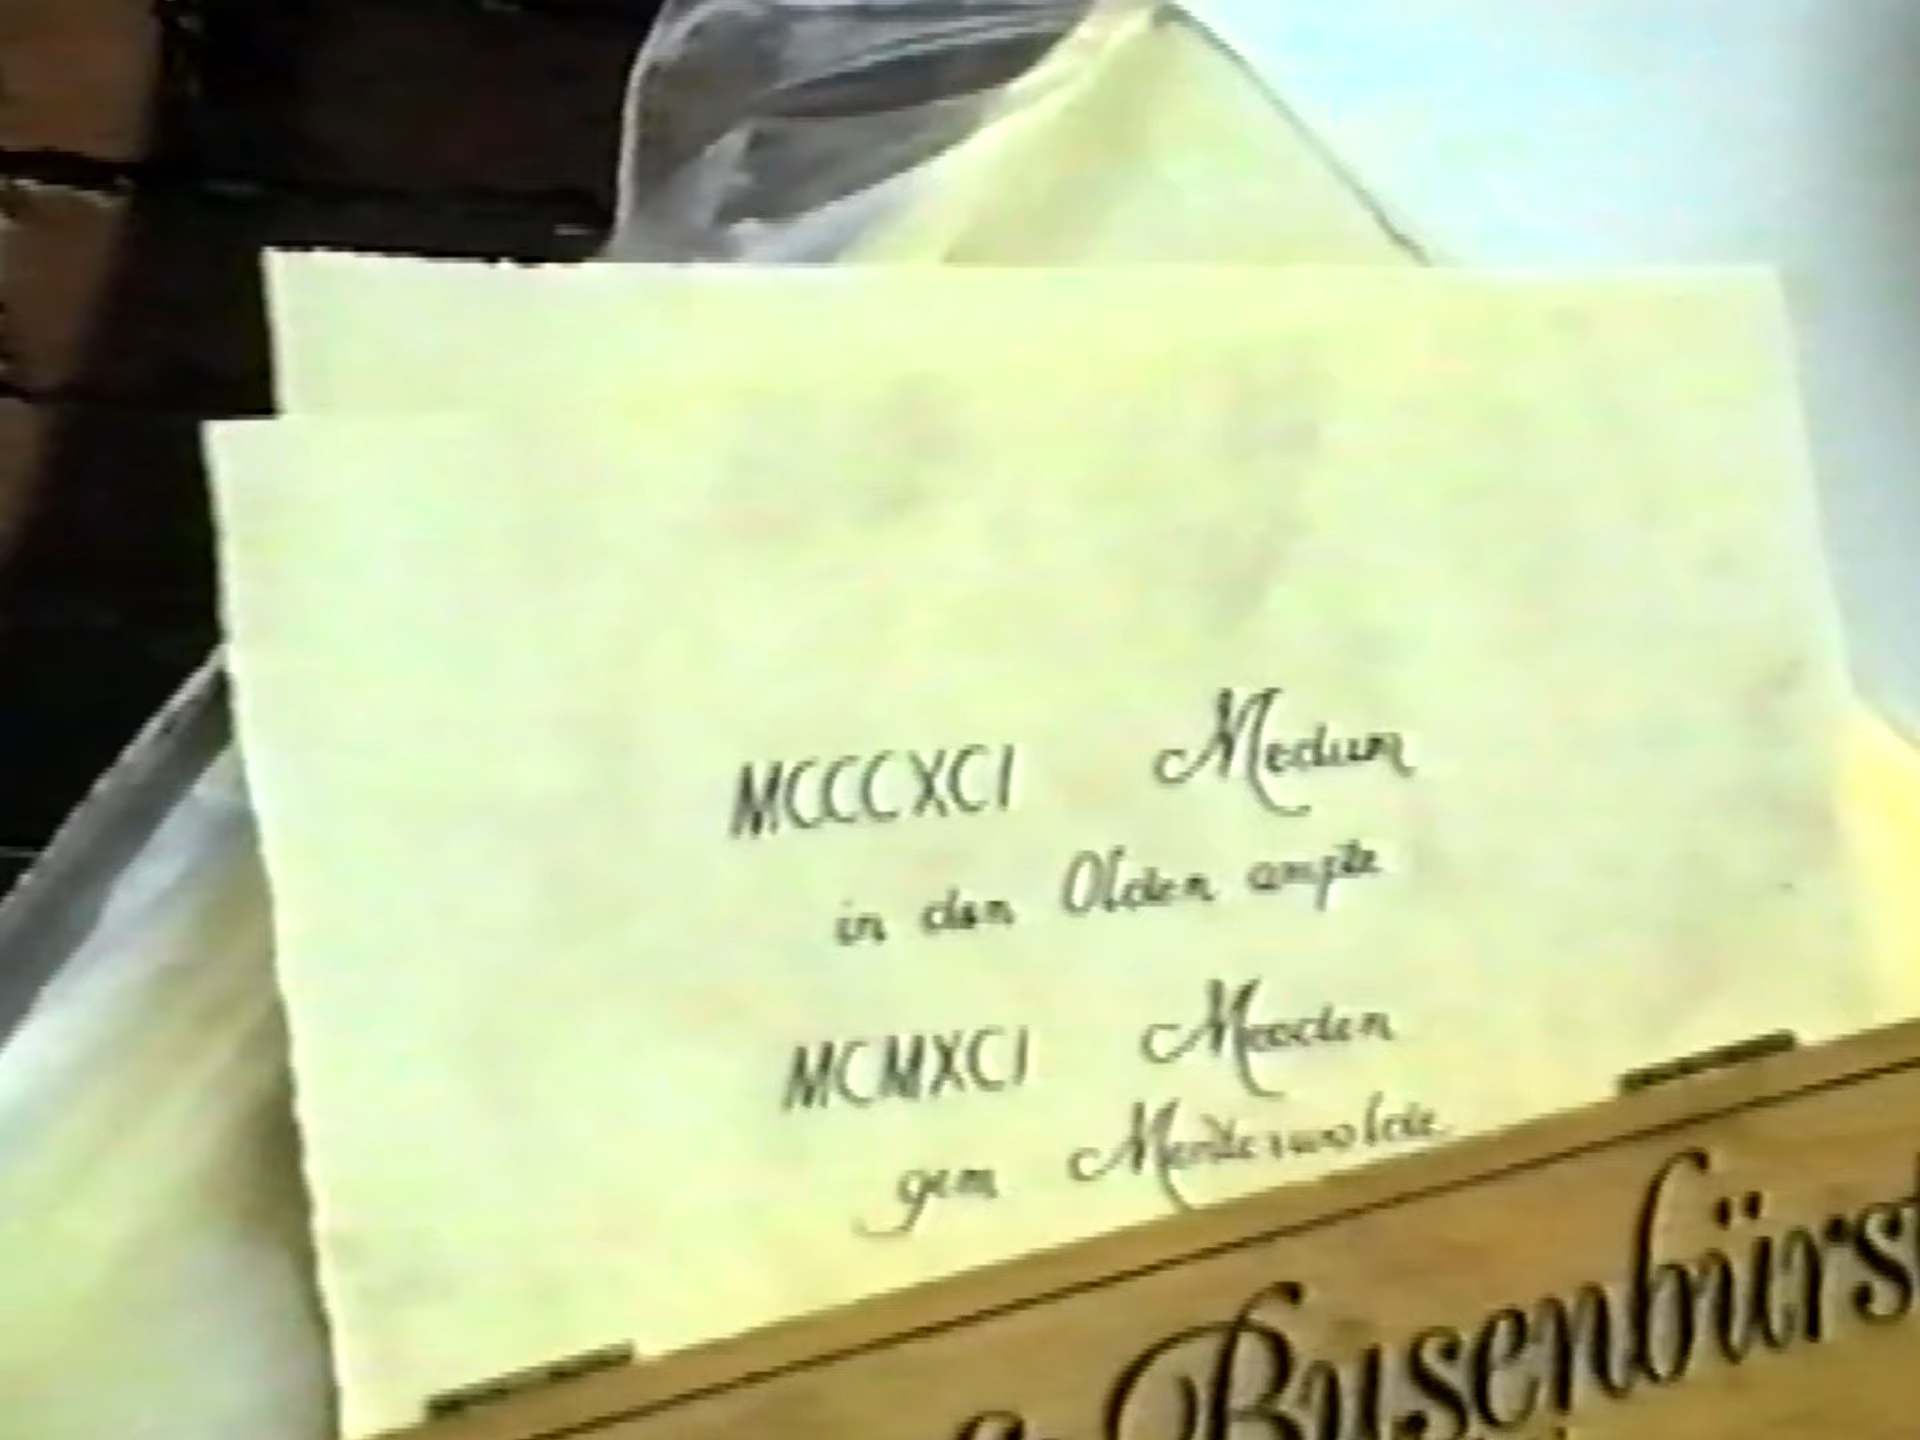 MCCCXCI Medum
in den Olden ampte
MCMXCI Meeden
gem Menterwolde
Busenbürst